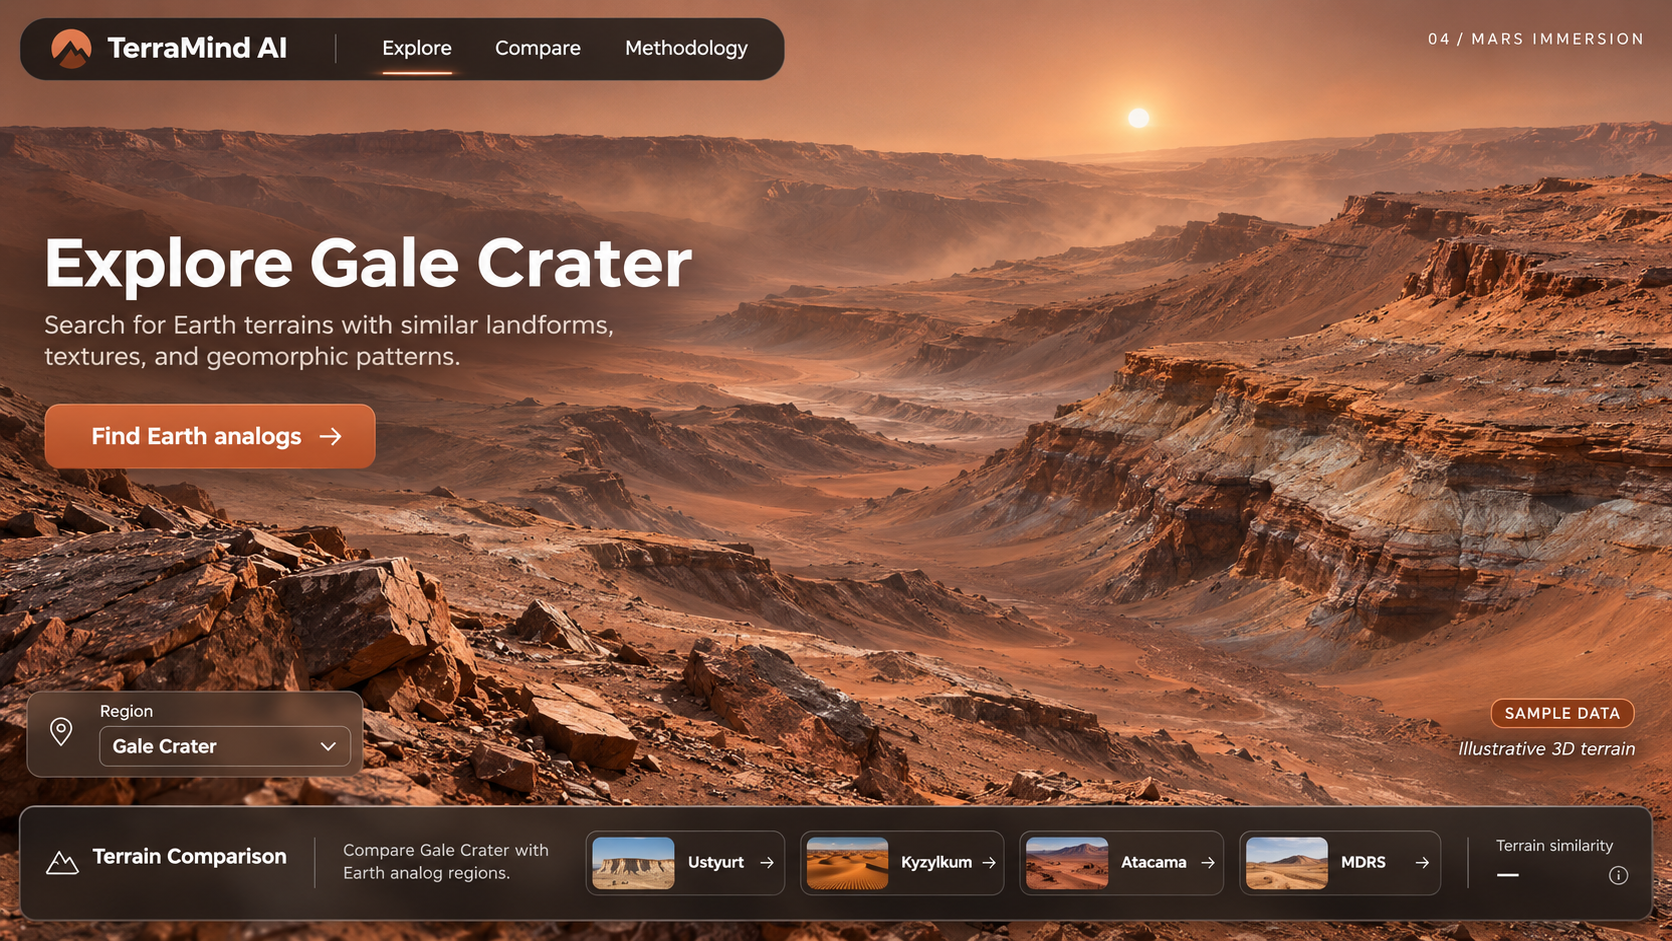 TerraMind AI
Explore
Compare
Methodology
04 / MARS IMMERSION
Explore Gale Crater
Search for Earth terrains with similar landforms,
textures, and geomorphic patterns.
Find Earth analogs →
Region
Gale Crater
SAMPLE DATA
Illustrative 3D terrain
Terrain Comparison
Compare Gale Crater with
Earth analog regions.
Ustyurt →
Kyzylkum →
Atacama →
MDRS →
Terrain similarity
—